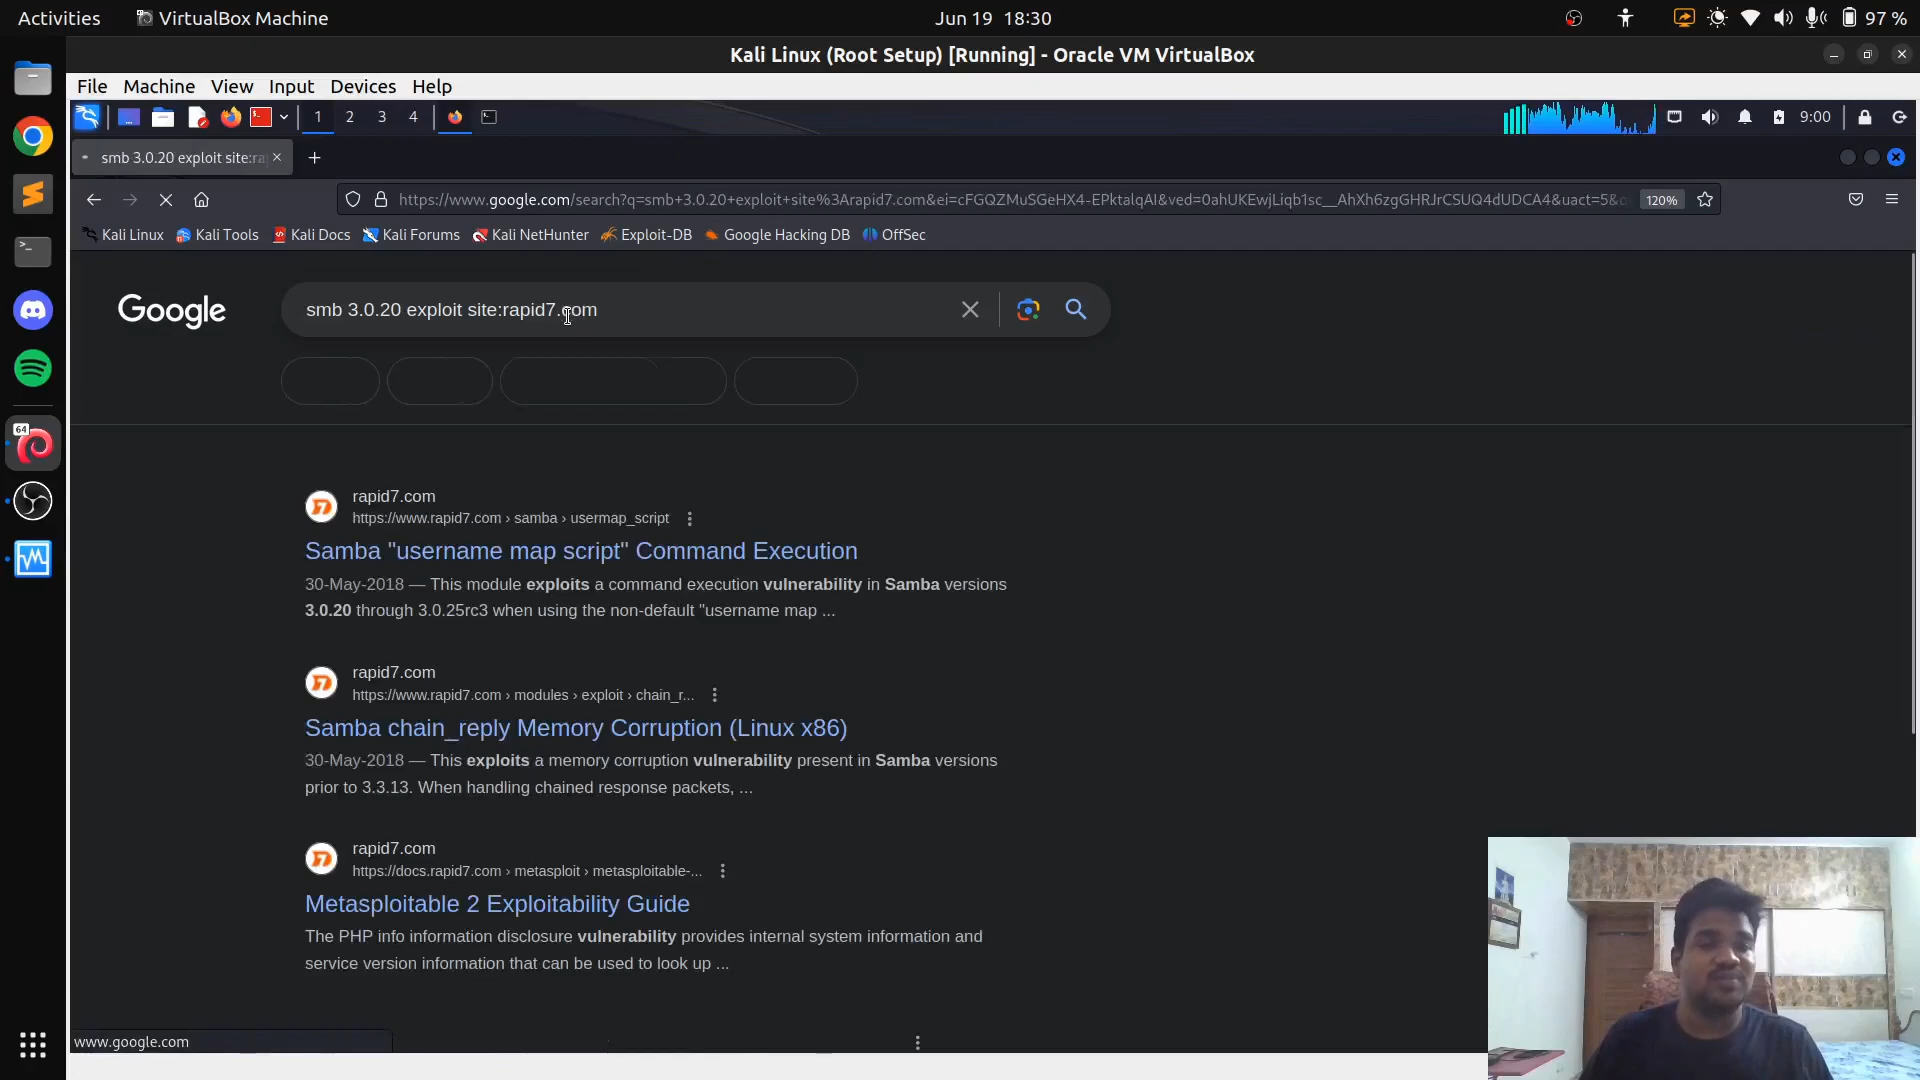 Activities VirtualBox Machine Jun 19 18:30 97 %
Kali Linux (Root Setup) [Running] - Oracle VM VirtualBox
File Machine View Input Devices Help
1 2 3 4 9:00
smb 3.0.20 exploit site:ra
https://www.google.com/search?q=smb+3.0.20+exploit+site%3Arapid7.com&ei=cFGQZMuSGeHX4-EPktalqAI&ved=0ahUKEwjLiqb1sc__AhXh6zgGHRJrCSUQ4dUDCA4&uact=5& 120%
Kali Linux Kali Tools Kali Docs Kali Forums Kali NetHunter Exploit-DB Google Hacking DB OffSec
Google smb 3.0.20 exploit site:rapid7.com
rapid7.com
https://www.rapid7.com › samba › usermap_script
Samba "username map script" Command Execution
30-May-2018 — This module exploits a command execution vulnerability in Samba versions
3.0.20 through 3.0.25rc3 when using the non-default "username map ...
rapid7.com
https://www.rapid7.com › modules › exploit › chain_r...
Samba chain_reply Memory Corruption (Linux x86)
30-May-2018 — This exploits a memory corruption vulnerability present in Samba versions
prior to 3.3.13. When handling chained response packets, ...
rapid7.com
https://docs.rapid7.com › metasploit › metasploitable-...
Metasploitable 2 Exploitability Guide
The PHP info information disclosure vulnerability provides internal system information and
service version information that can be used to look up ...
www.google.com
64